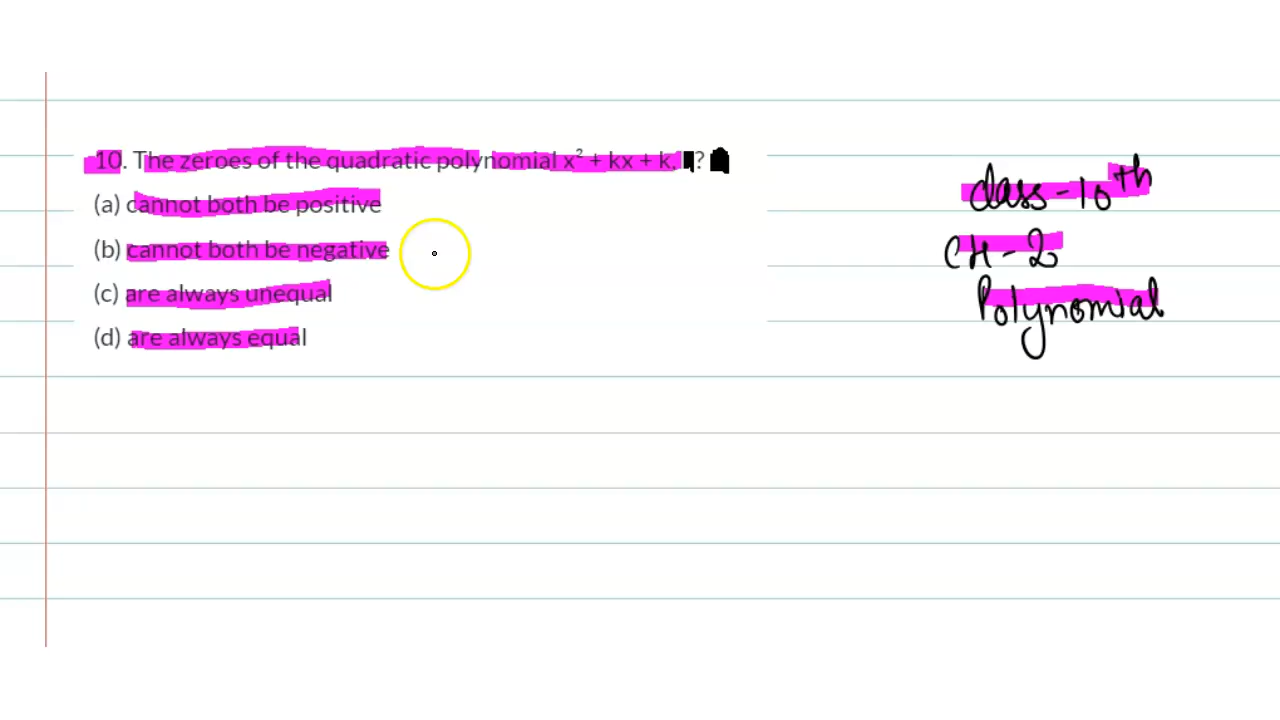 10. The zeroes of the quadratic polynomial x² + kx + k, ?
(a) cannot both be positive
(b) cannot both be negative
(c) are always unequal
(d) are always equal
class - 10th
CH - 2
Polynomial